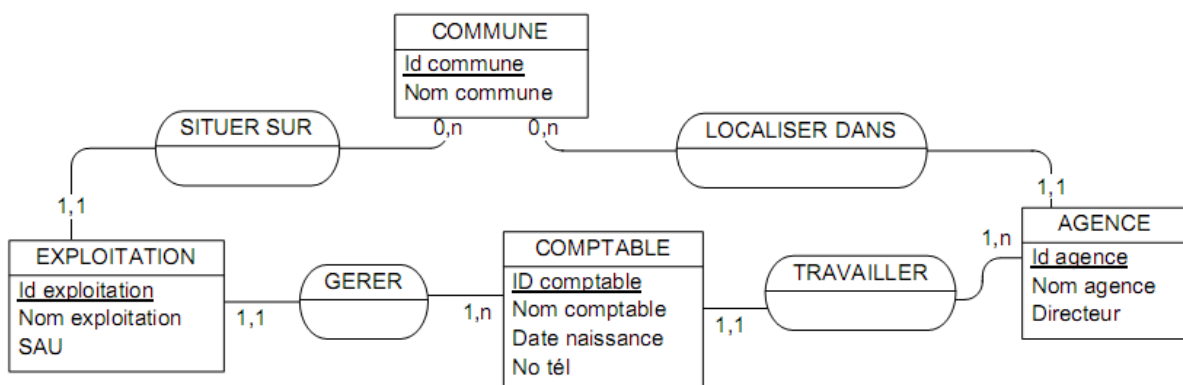 COMMUNE
Id commune
Nom commune
SITUER SUR
0,n
0,n
LOCALISER DANS
1,1
1,1
EXPLOITATION
Id exploitation
Nom exploitation
SAU
1,1
GERER
1,n
COMPTABLE
ID comptable
Nom comptable
Date naissance
No tél
1,1
TRAVAILLER
1,n
AGENCE
Id agence
Nom agence
Directeur